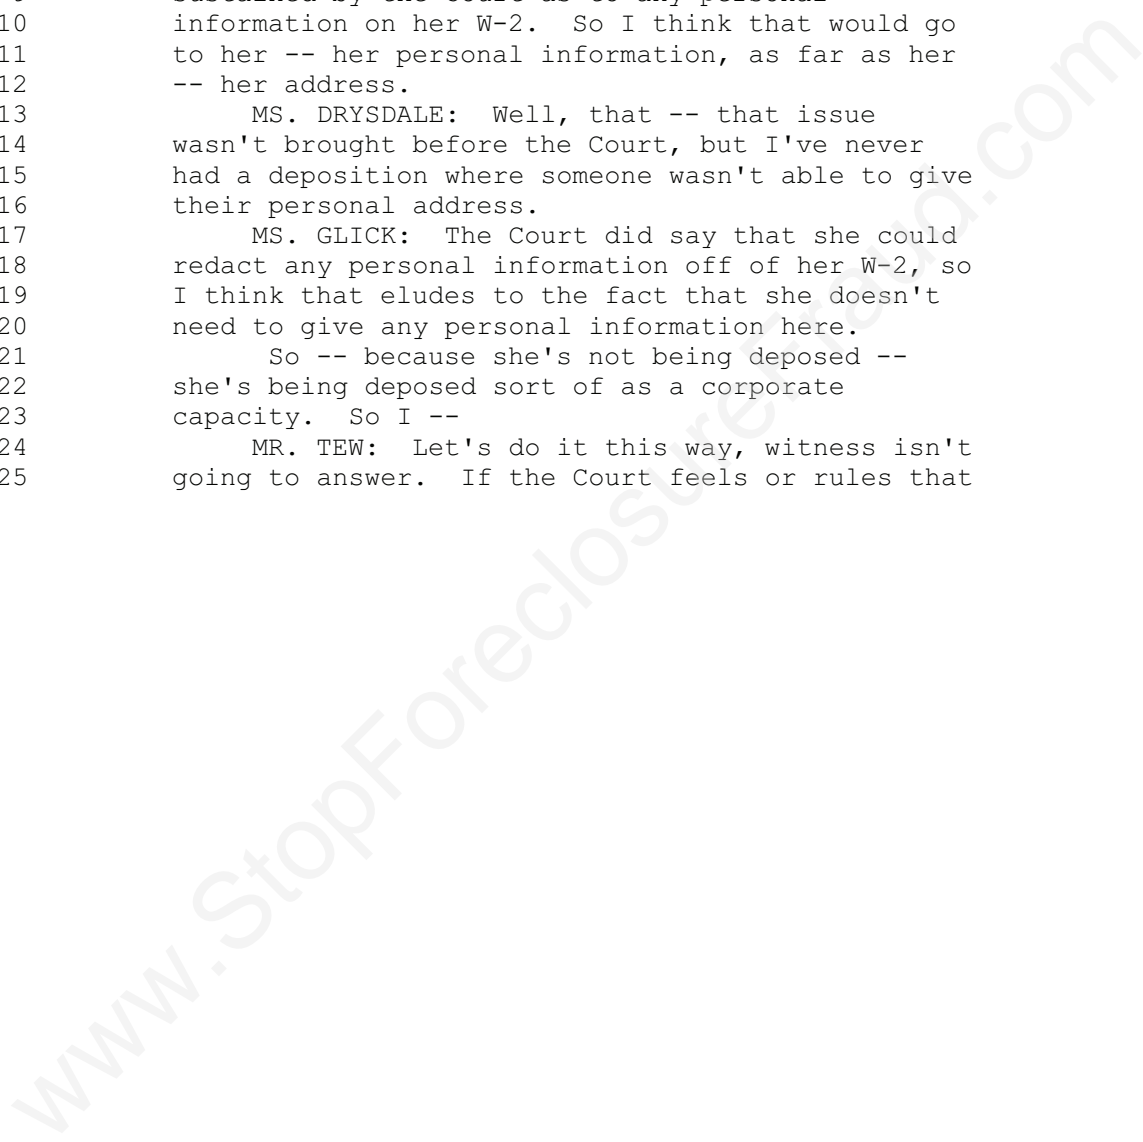 10 information on her W-2. So I think that would go
11 to her -- her personal information, as far as her
12 -- her address.
13 MS. DRYSDALE: Well, that -- that issue
14 wasn't brought before the Court, but I've never
15 had a deposition where someone wasn't able to give
16 their personal address.
17 MS. GLICK: The Court did say that she could
18 redact any personal information off of her W-2, so
19 I think that eludes to the fact that she doesn't
20 need to give any personal information here.
21 So -- because she's not being deposed --
22 she's being deposed sort of as a corporate
23 capacity. So I --
24 MR. TEW: Let's do it this way, witness isn't
25 going to answer. If the Court feels or rules that
www.StopForeclosureFraud.com